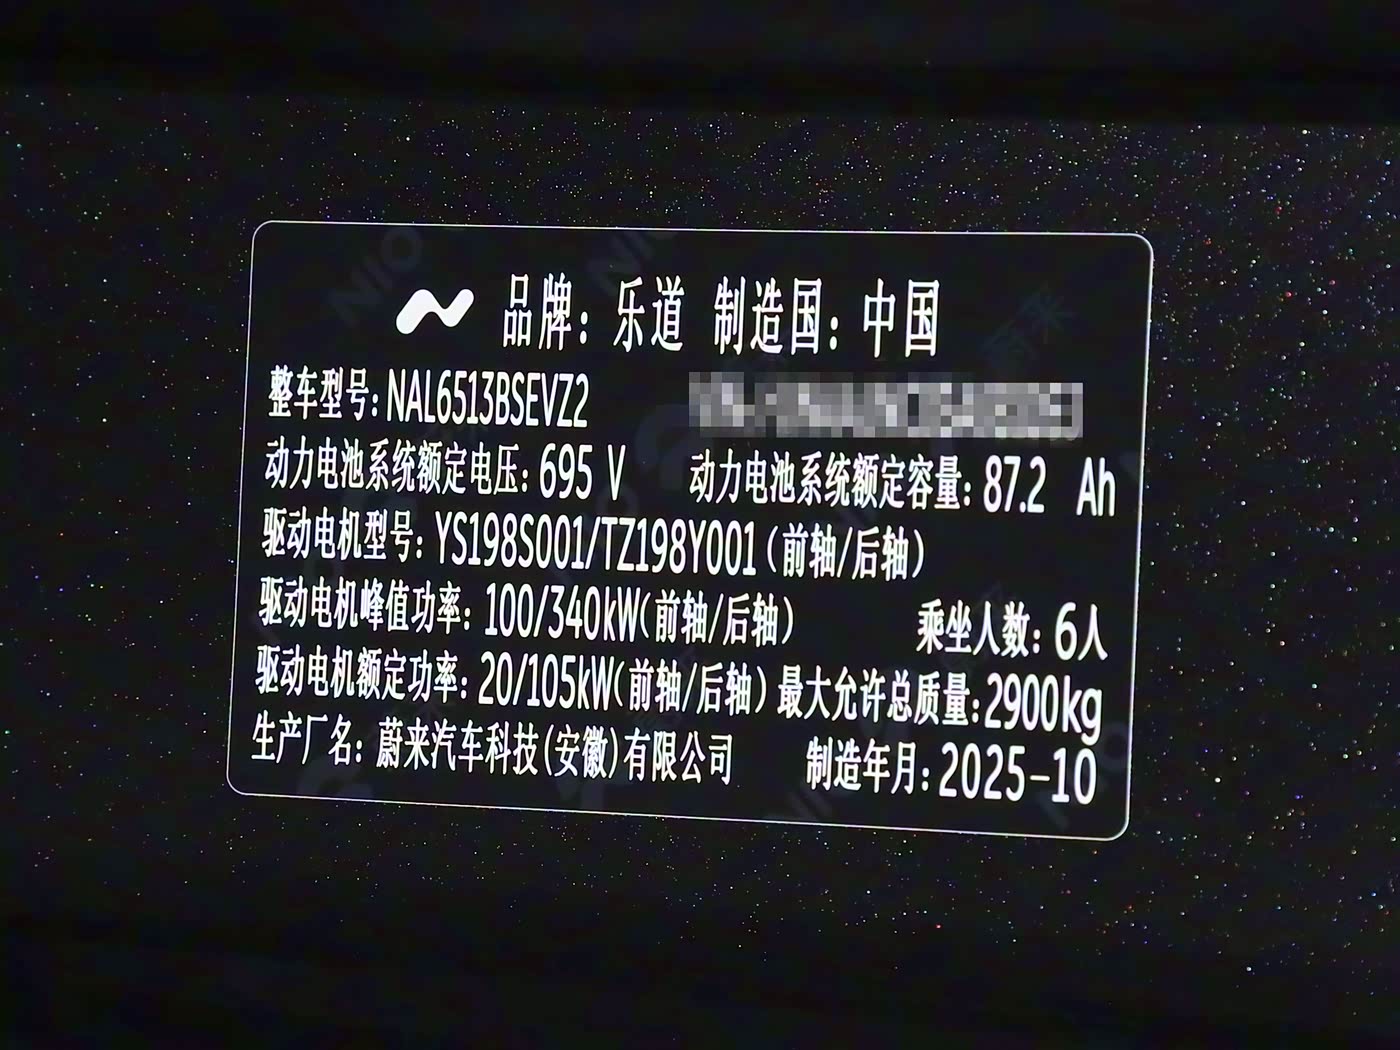 品牌：乐道 制造国：中国
整车型号：NAL6513BSEVZ2
动力电池系统额定电压：695 V 动力电池系统额定容量：87.2 Ah
驱动电机型号：YS198S001/TZ198Y001（前轴/后轴）
驱动电机峰值功率：100/340kW（前轴/后轴） 乘坐人数：6人
驱动电机额定功率：20/105kW（前轴/后轴） 最大允许总质量：2900kg
生产厂名：蔚来汽车科技（安徽）有限公司 制造年月：2025-10